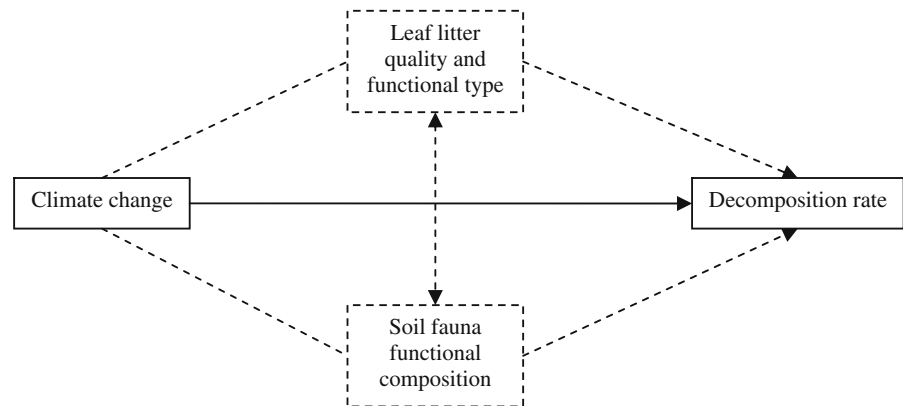 Leaf litter
quality and
functional type
Climate change
Decomposition rate
Soil fauna
functional
composition